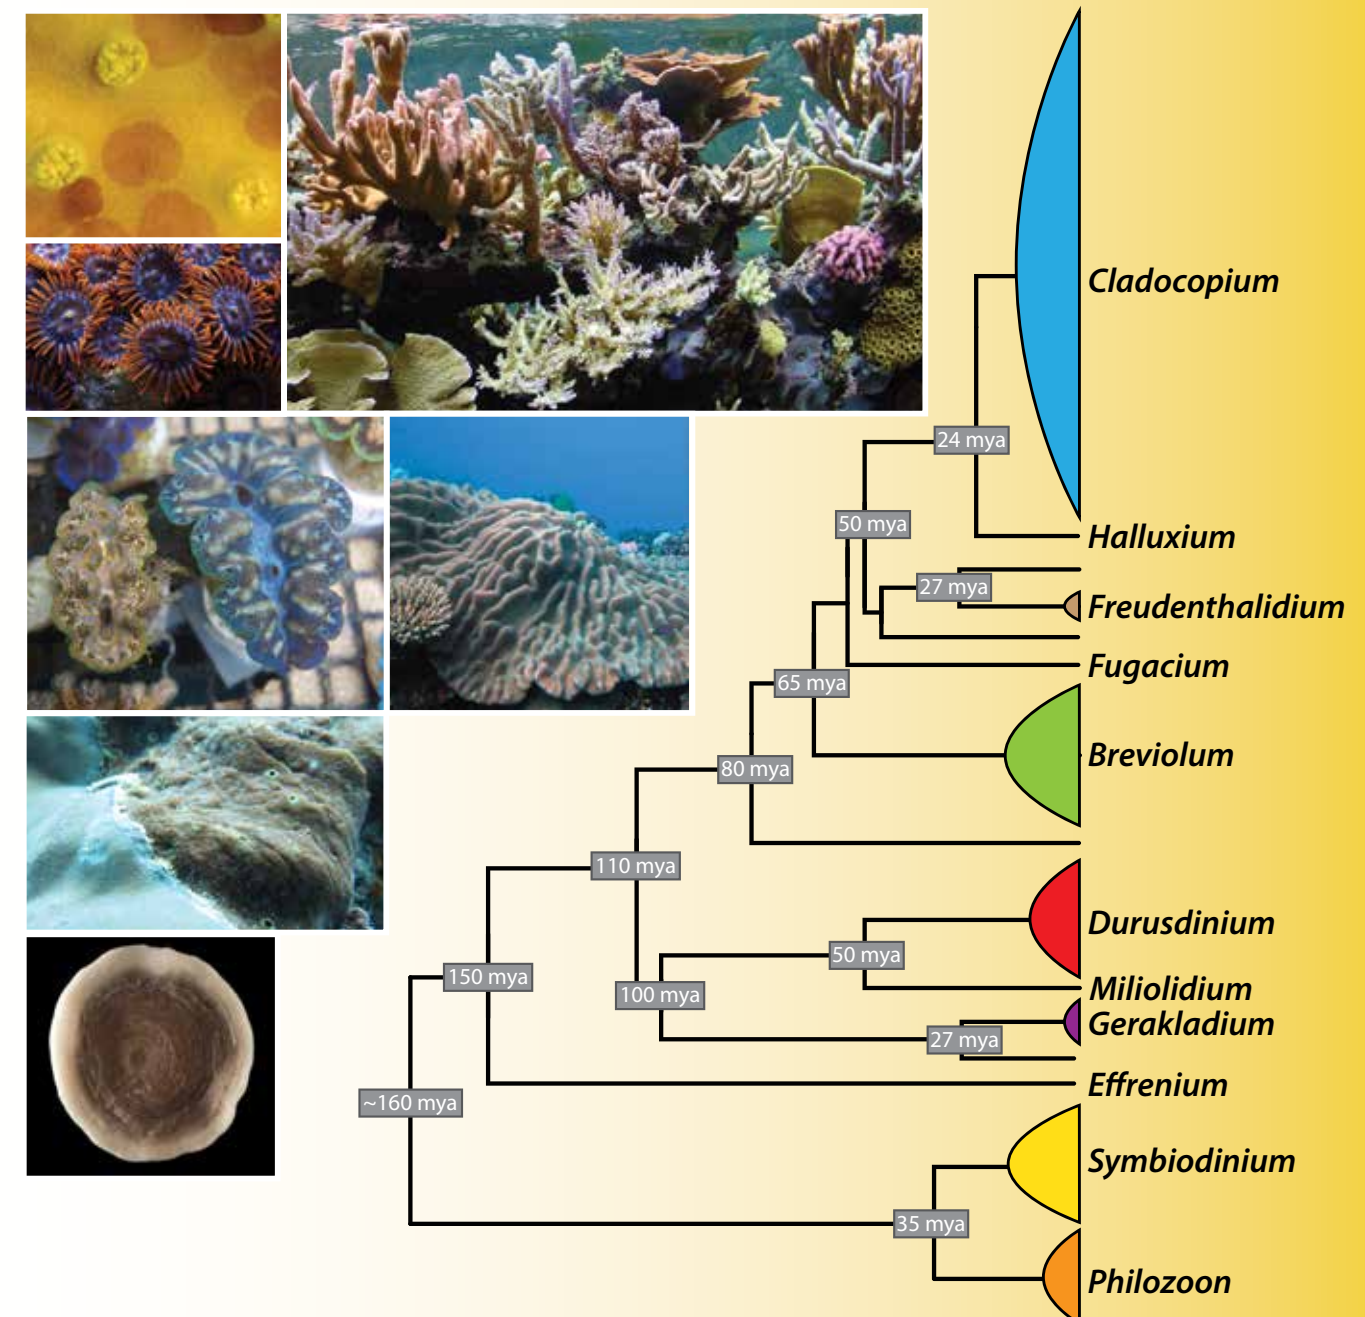 Cladocopium
24 mya
50 mya
Halluxium
27 mya
Freudenthalidium
Fugacium
65 mya
Breviolum
80 mya
110 mya
Durusdinium
50 mya
150 mya
Miliolidium
100 mya
Gerakladium
27 mya
Effrenium
~160 mya
Symbiodinium
35 mya
Philozoon